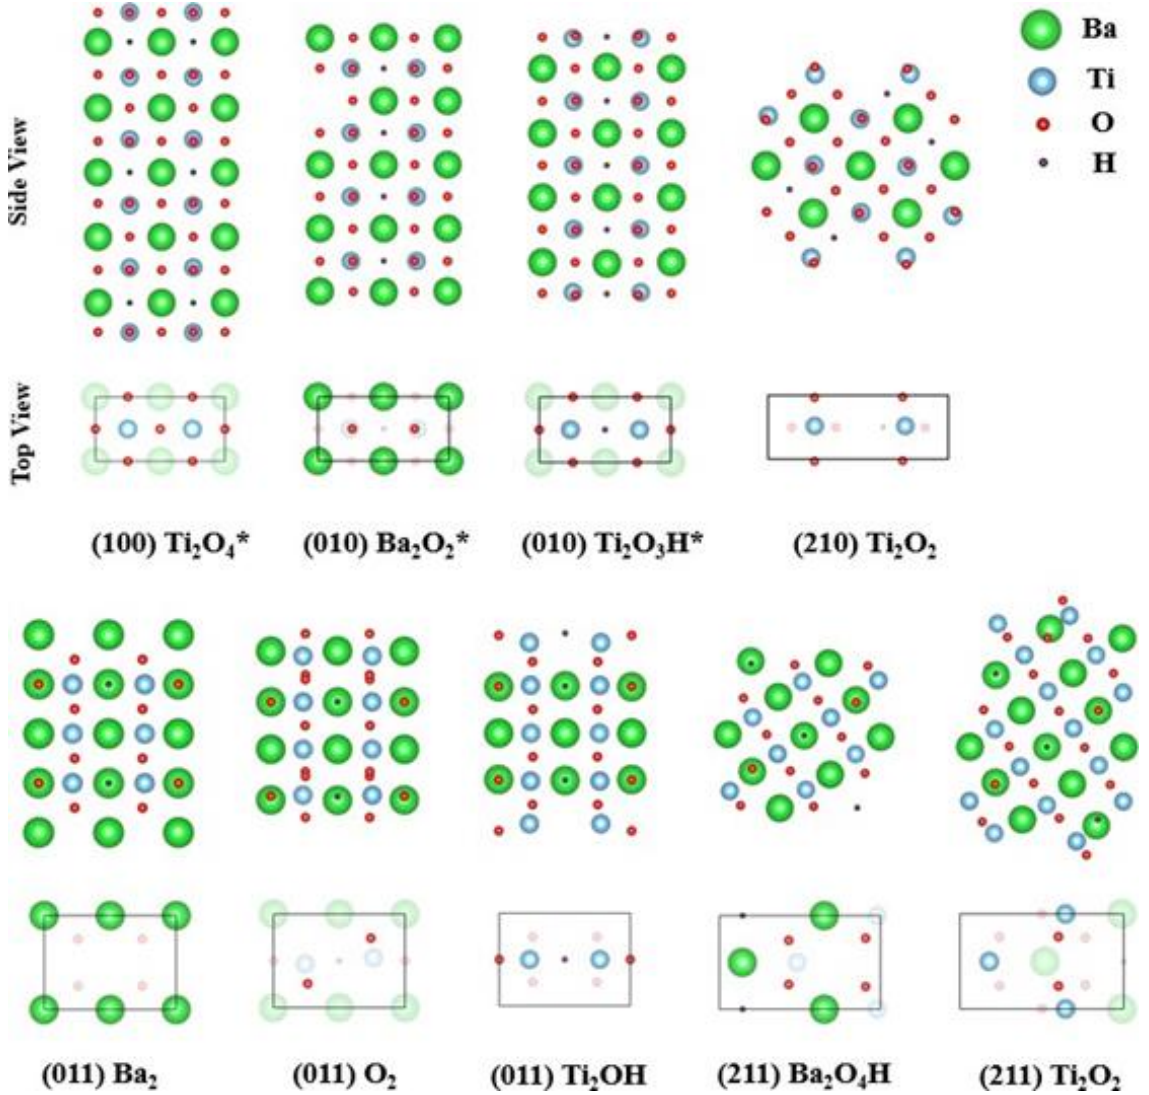 Ba
Ti
O
H
Side View
Top View
(100) Ti₂O₄*
(010) Ba₂O₂*
(010) Ti₂O₃H*
(210) Ti₂O₂
(011) Ba₂
(011) O₂
(011) Ti₂OH
(211) Ba₂O₄H
(211) Ti₂O₂